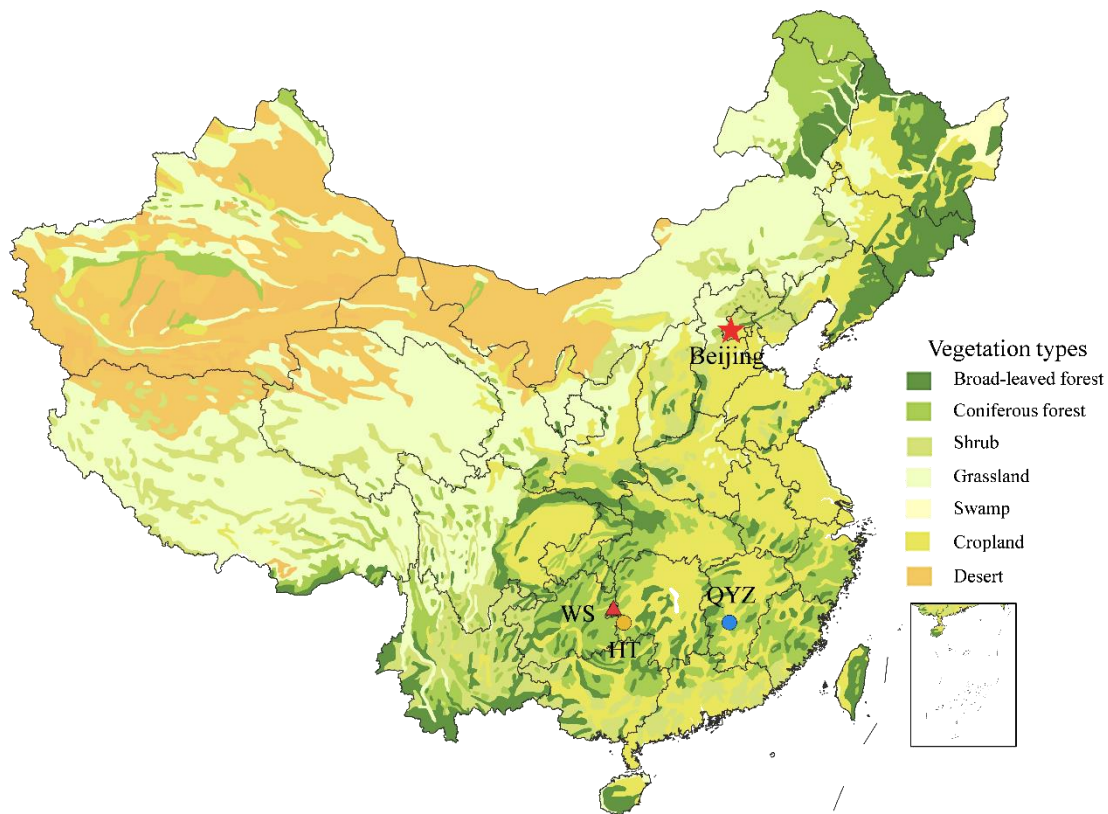 Beijing
Vegetation types
Broad-leaved forest
Coniferous forest
Shrub
Grassland
Swamp
Cropland
Desert
WS
HT
QYZ